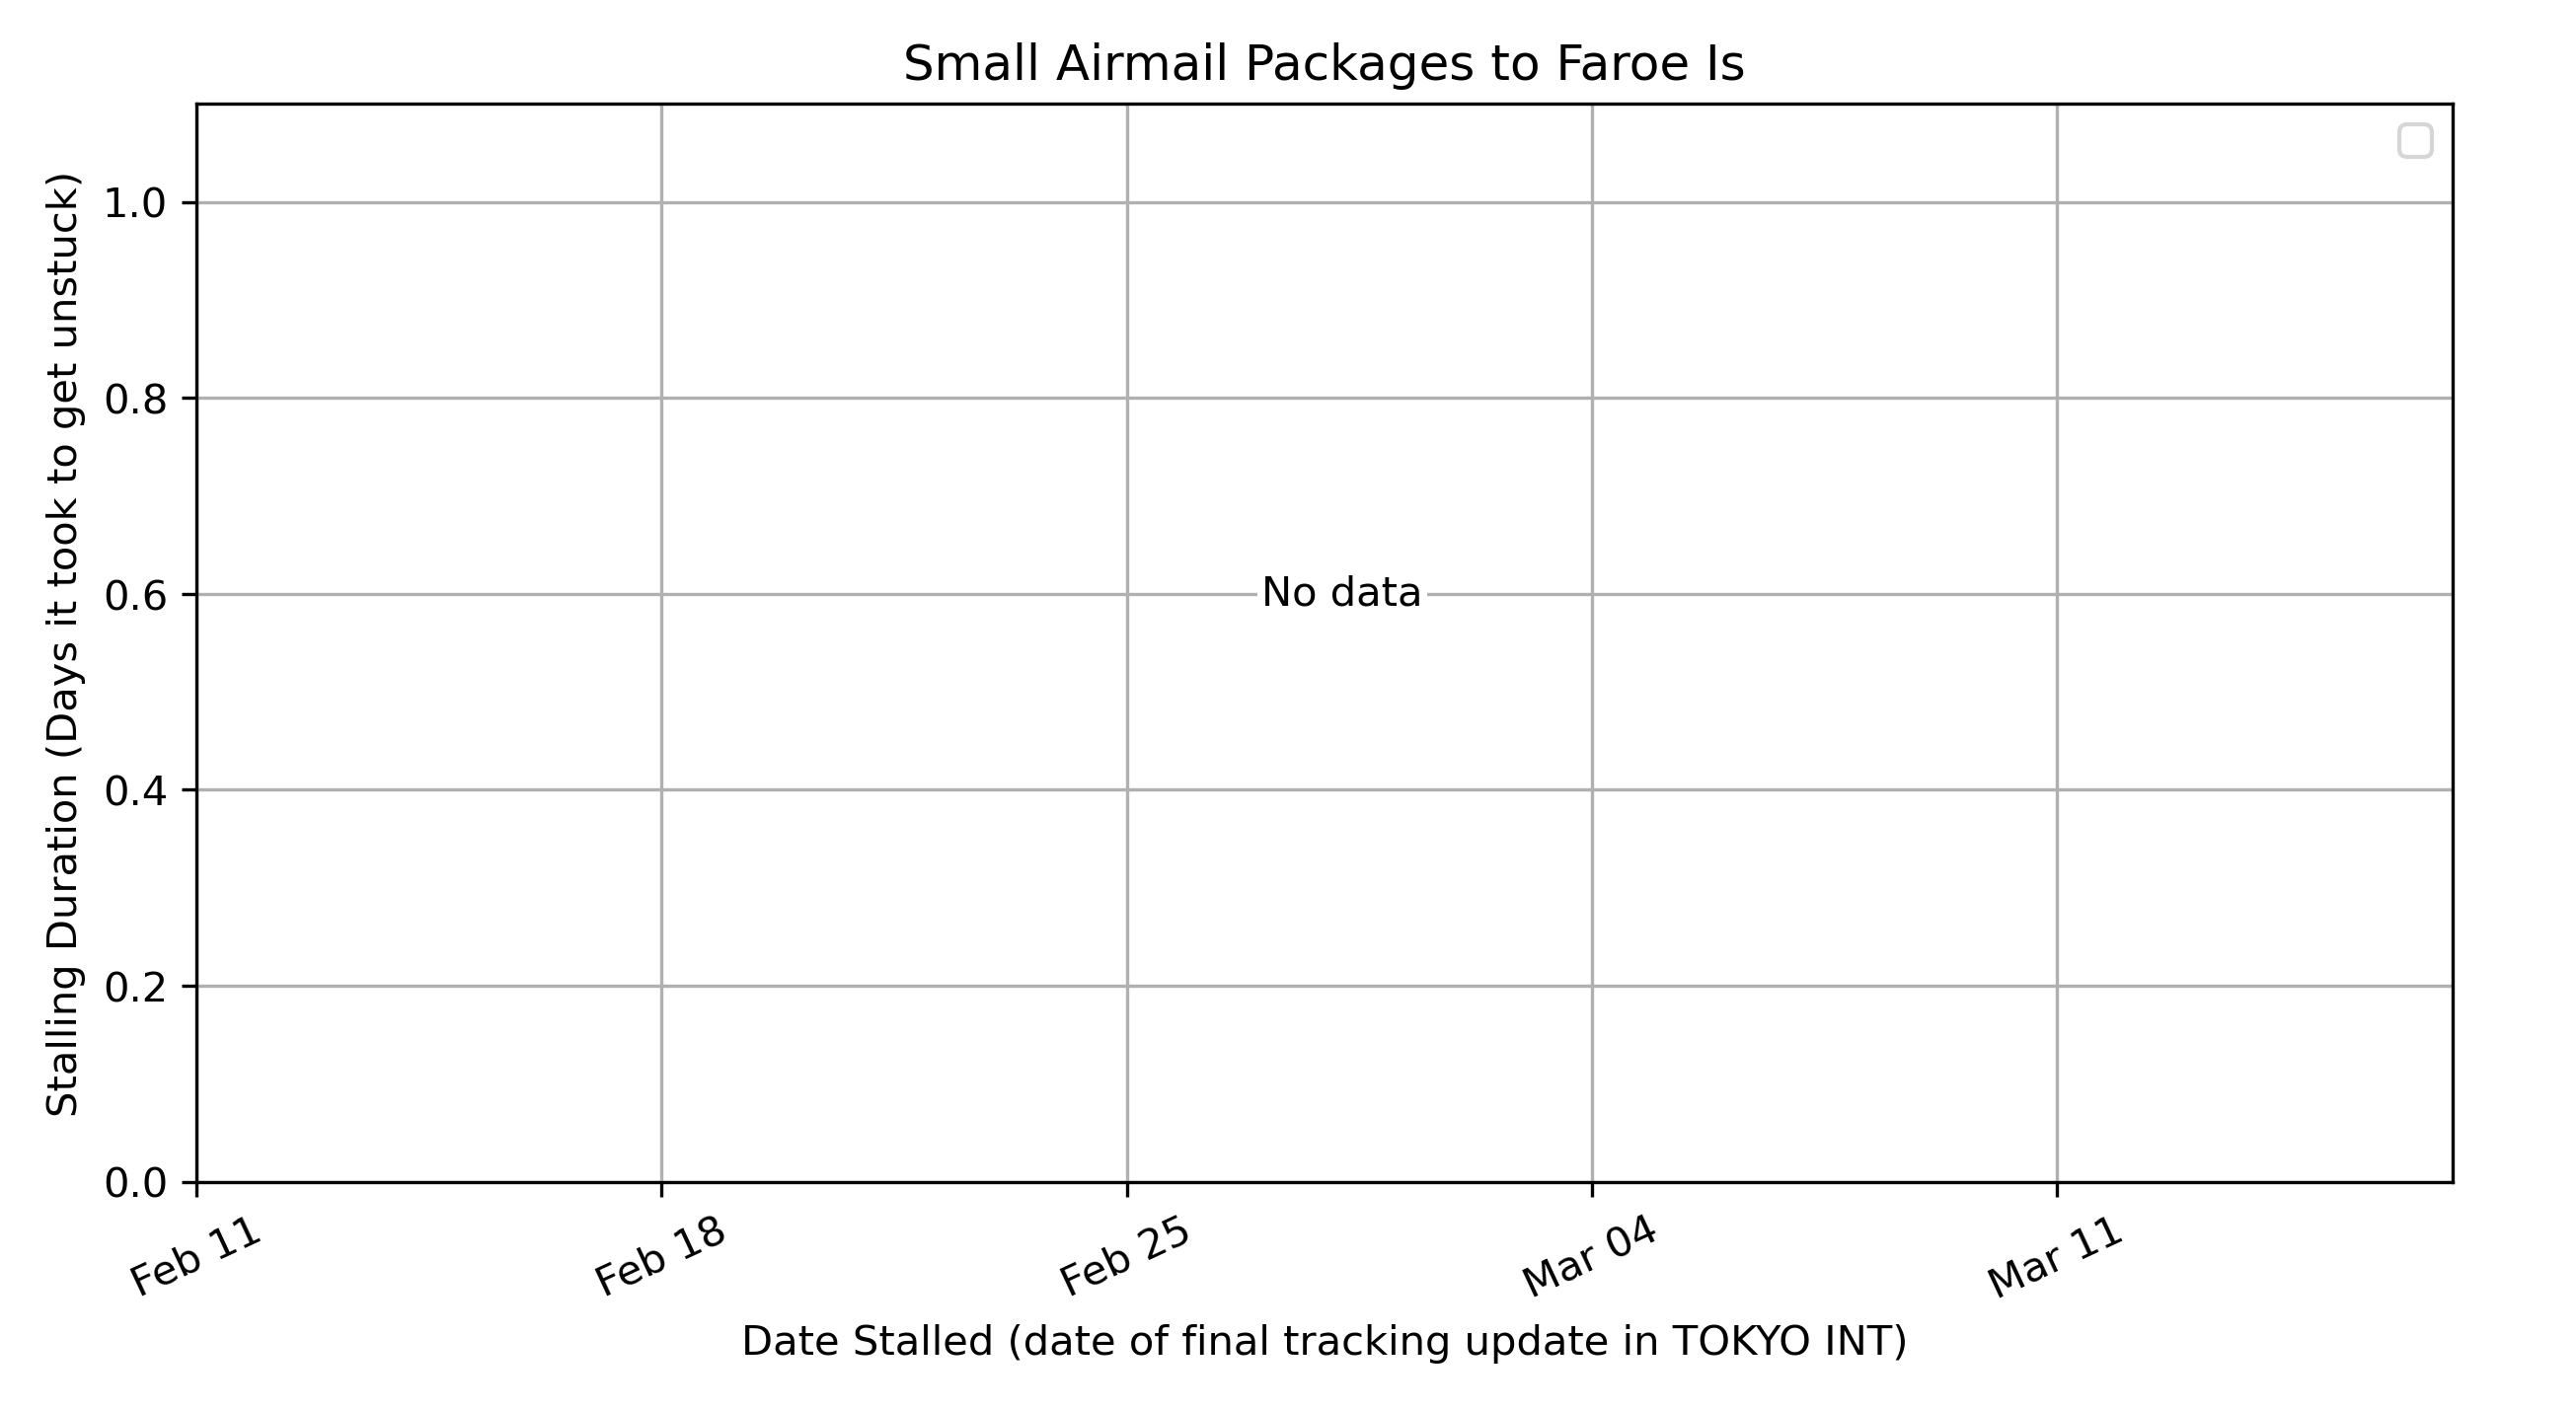 Small Airmail Packages to Faroe Is
Stalling Duration (Days it took to get unstuck)
1.0
0.8
0.6
0.4
0.2
0.0
No data
Feb 11
Feb 18
Feb 25
Mar 04
Mar 11
Date Stalled (date of final tracking update in TOKYO INT)